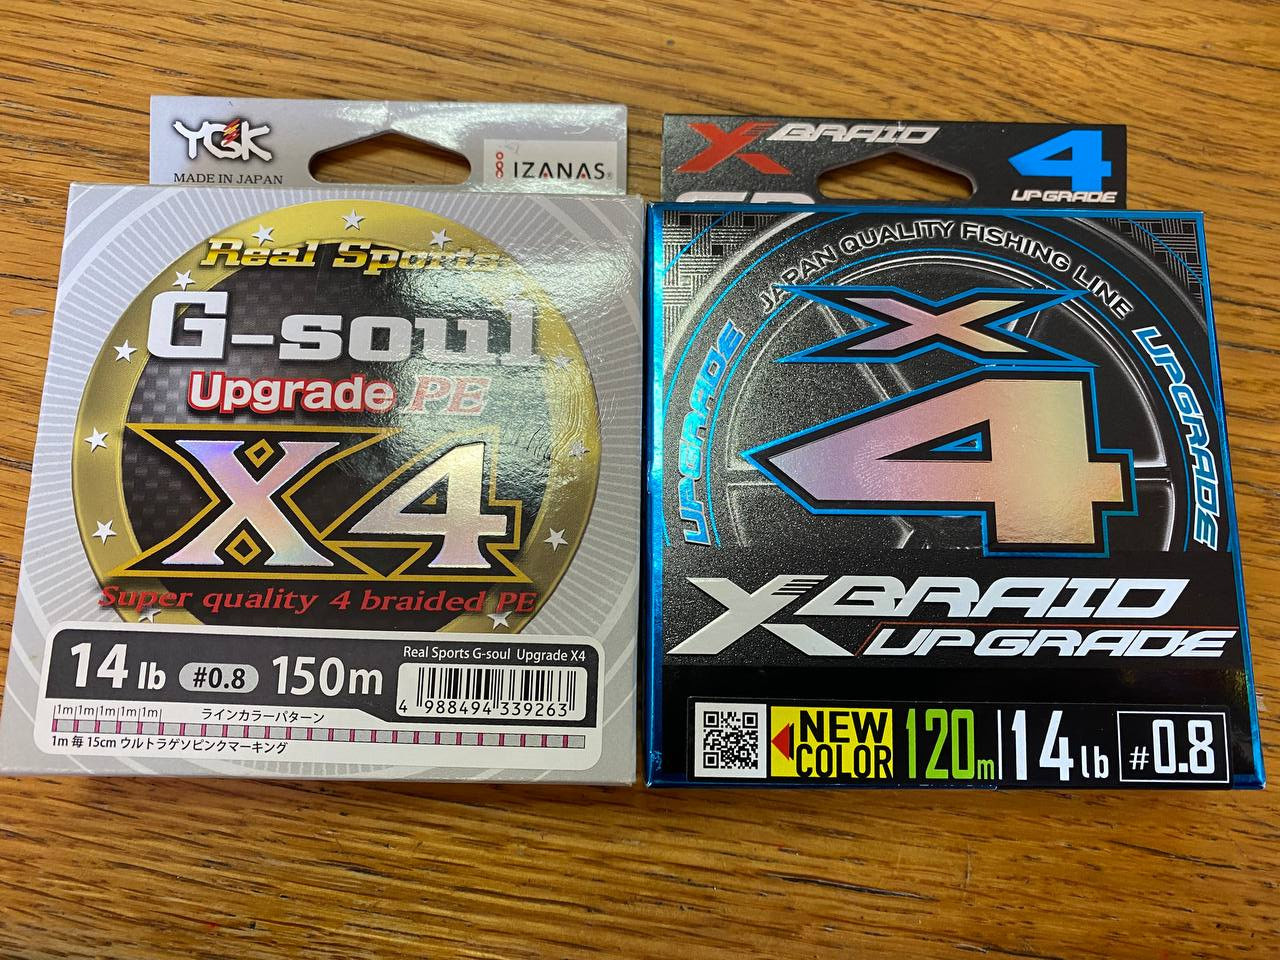 YGK
MADE IN JAPAN
IZANAS®
Real Sports
G-soul
Upgrade PE
X4
Super quality 4 braided PE
14 lb #0.8 150m
Real Sports G-soul Upgrade X4
4 988494 339263
1m 1m 1m 1m 1m
ラインカラーパターン
1m 毎 15cm ウルトラゲソピンクマーキング
X BRAID
4
UPGRADE
JAPAN QUALITY FISHING LINE
UPGRADE
UPGRADE
X
4
XBRAID
UPGRADE
NEW
COLOR
120m
14 lb
#0.8